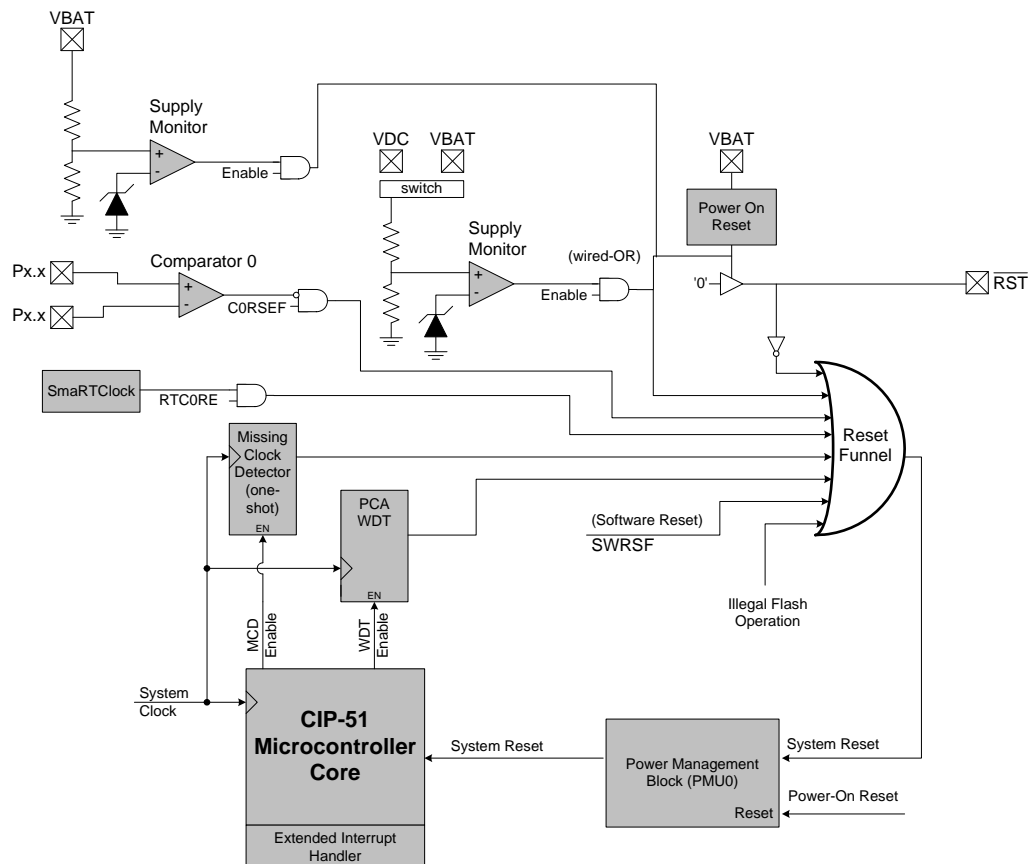 VBAT
Supply
Monitor
+
-
Enable
VDC
VBAT
switch
Supply
Monitor
+
-
Enable
(wired-OR)
VBAT
Power On
Reset
'0'
RST
Px.x
Px.x
Comparator 0
+
-
C0RSEF
SmaRTClock
RTC0RE
Missing
Clock
Detector
(one-
shot)
EN
PCA
WDT
EN
(Software Reset)
SWRSF
Illegal Flash
Operation
Reset
Funnel
MCD
Enable
WDT
Enable
System
Clock
CIP-51
Microcontroller
Core
Extended Interrupt
Handler
System Reset
Power Management
Block (PMU0)
Reset
System Reset
Power-On Reset